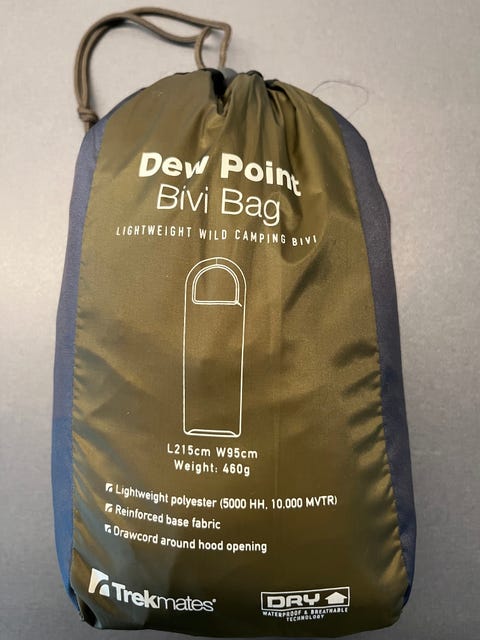 Dew Point
Bivi Bag
LIGHTWEIGHT WILD CAMPING BIVI
L215cm W95cm
Weight: 460g
Lightweight polyester (5000 HH, 10.000 MVTR)
Reinforced base fabric
Drawcord around hood opening
Trekmates®
DRY
WATERPROOF & BREATHABLE
TECHNOLOGY